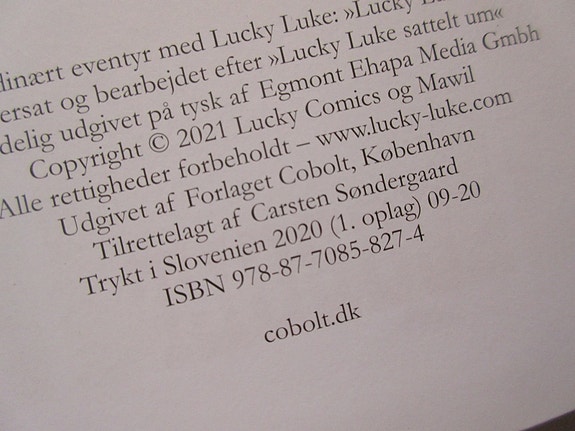 dinært eventyr med Lucky Luke: »Lucky
ersat og bearbejdet efter »Lucky Luke sattelt um«
delig udgivet på tysk af Egmont Ehapa Media Gmbh
Copyright © 2021 Lucky Comics og Mawil
Alle rettigheder forbeholdt – www.lucky-luke.com
Udgivet af Forlaget Cobolt, København
Tilrettelagt af Carsten Søndergaard
Trykt i Slovenien 2020 (1. oplag) 09-20
ISBN 978-87-7085-827-4
cobolt.dk